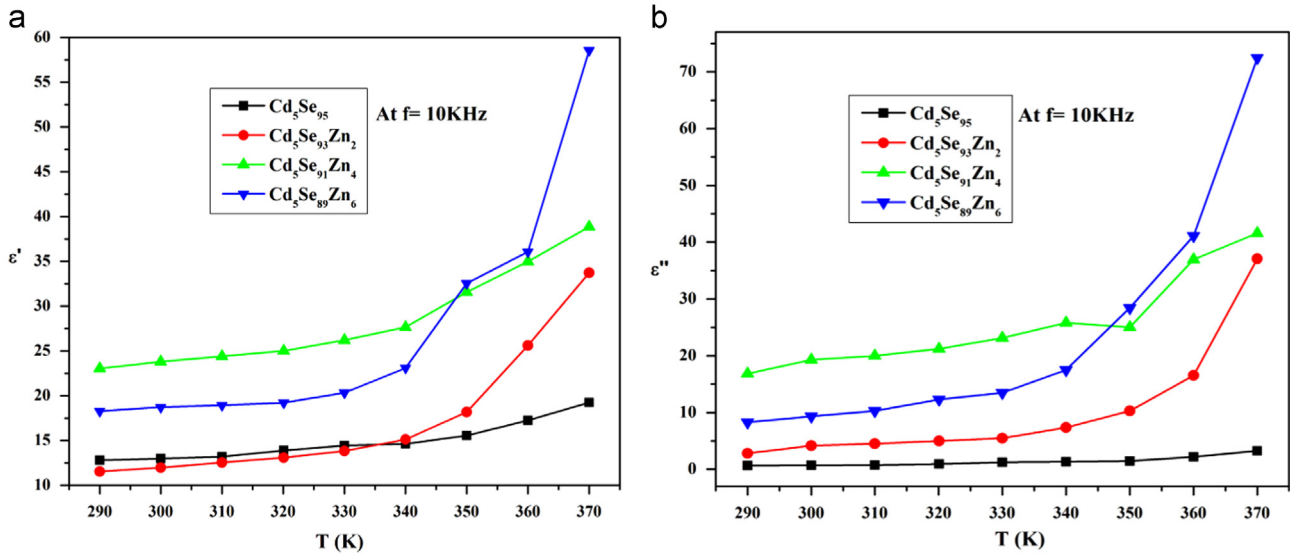 a
60
55
50
45
40
35
30
25
20
15
10
ε'
Cd₅Se₉₅
Cd₅Se₉₃Zn₂
Cd₅Se₉₁Zn₄
Cd₅Se₈₉Zn₆
At f= 10KHz
290 300 310 320 330 340 350 360 370
T (K)
b
70
60
50
40
30
20
10
0
ε''
Cd₅Se₉₅
Cd₅Se₉₃Zn₂
Cd₅Se₉₁Zn₄
Cd₅Se₈₉Zn₆
At f= 10KHz
290 300 310 320 330 340 350 360 370
T (K)